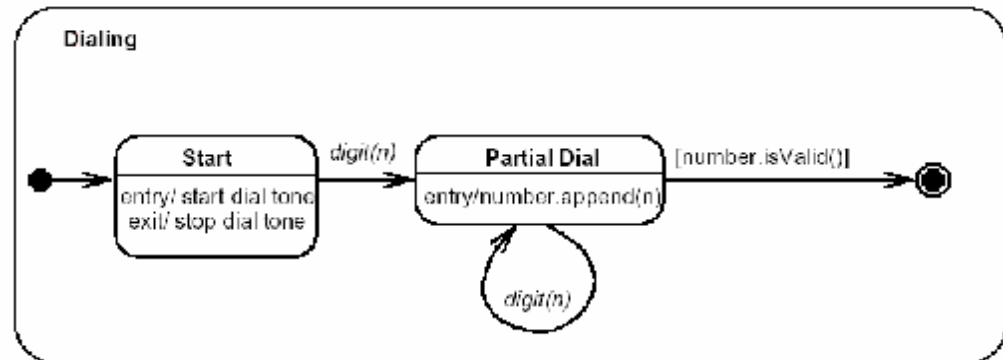 Dialing
Start
entry/ start dial tone
exit/ stop dial tone
digit(n)
Partial Dial
entry/number.append(n)
digit(n)
[number.isValid()]